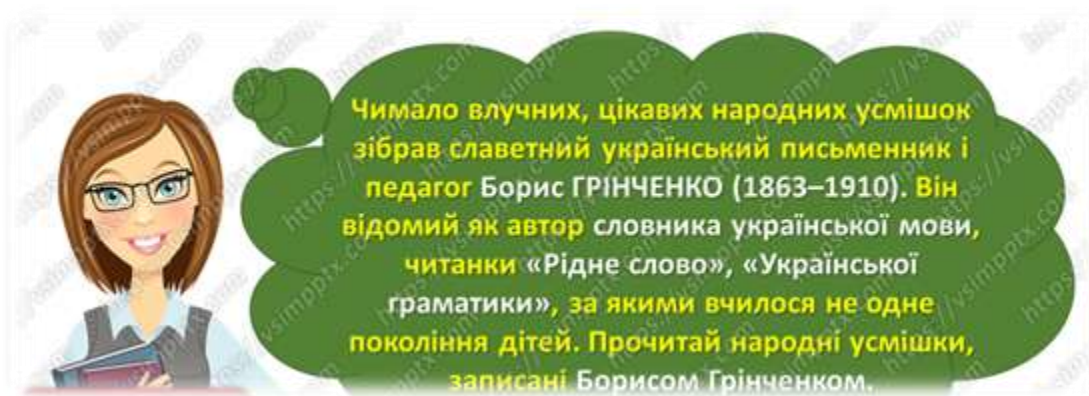 Чимало влучних, цікавих народних усмішок
зібрав славетний український письменник і
педагог Борис ГРІНЧЕНКО (1863–1910). Він
відомий як автор словника української мови,
читанки «Рідне слово», «Української
граматики», за якими вчилося не одне
покоління дітей. Прочитай народні усмішки,
записані Борисом Грінченком.